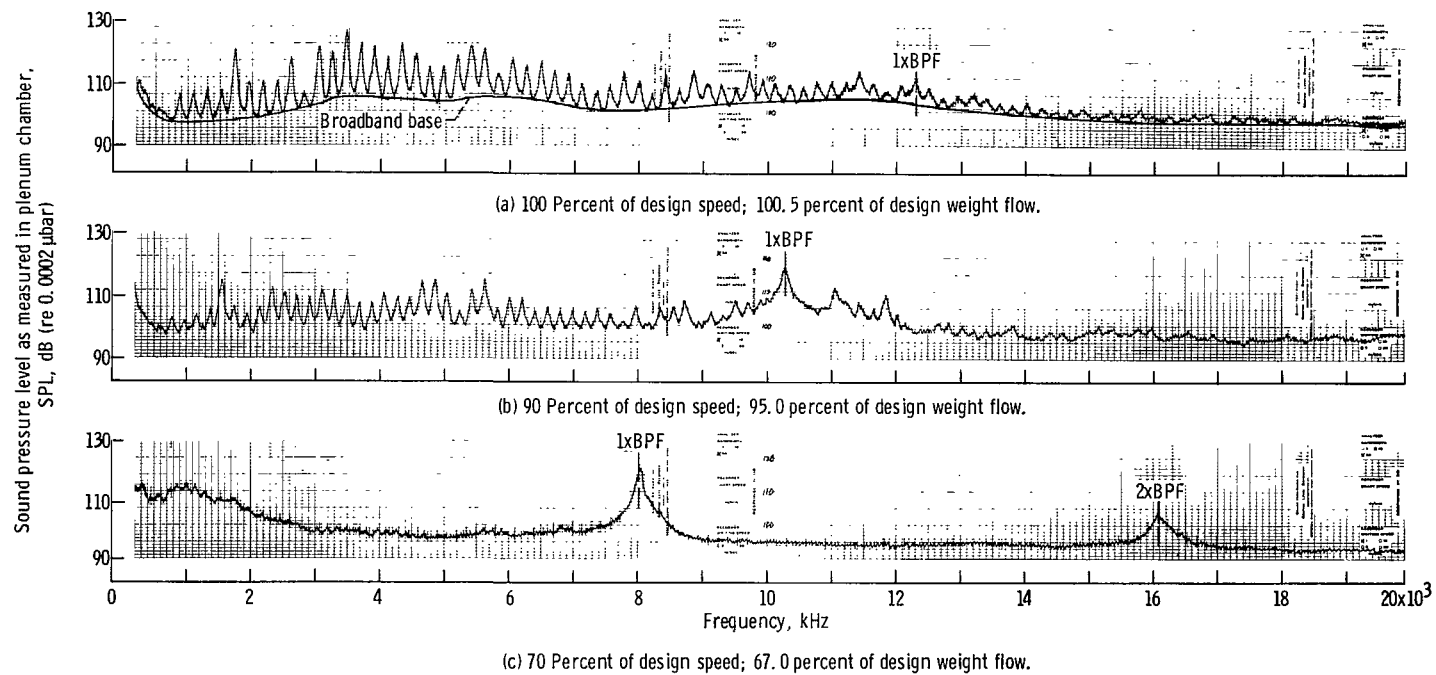 Sound pressure level as measured in plenum chamber,
SPL, dB (re 0.0002 μbar)
130
110
90
1xBPF
Broadband base
(a) 100 Percent of design speed; 100.5 percent of design weight flow.
130
110
90
1xBPF
(b) 90 Percent of design speed; 95.0 percent of design weight flow.
130
110
90
1xBPF
2xBPF
0 2 4 6 8 10 12 14 16 18 20x10³
Frequency, kHz
(c) 70 Percent of design speed; 67.0 percent of design weight flow.